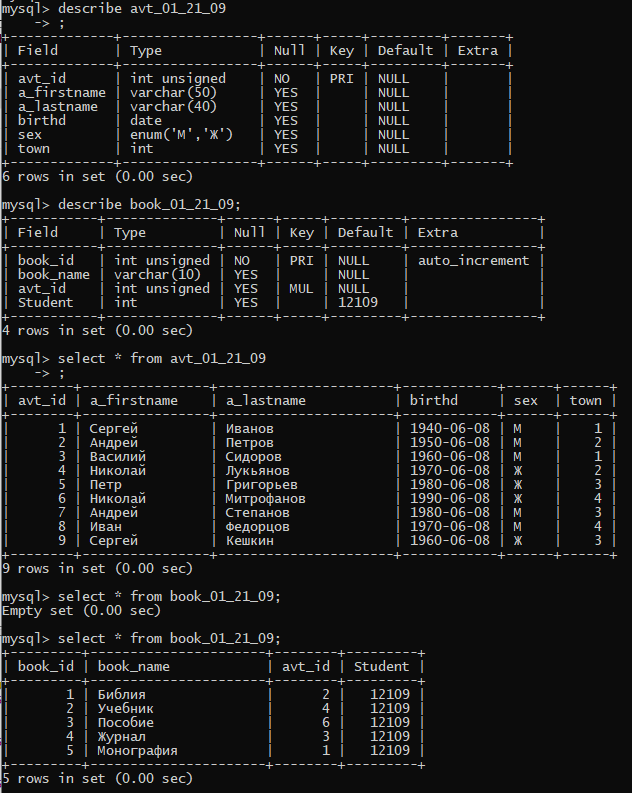 mysql> describe avt_01_21_09
    -> ;
+-------------+------------------+------+-----+---------+-------+
| Field       | Type             | Null | Key | Default | Extra |
+-------------+------------------+------+-----+---------+-------+
| avt_id      | int unsigned     | NO   | PRI | NULL    |       |
| a_firstname | varchar(50)      | YES  |     | NULL    |       |
| a_lastname  | varchar(40)      | YES  |     | NULL    |       |
| birthd      | date             | YES  |     | NULL    |       |
| sex         | enum('М','Ж')    | YES  |     | NULL    |       |
| town        | int              | YES  |     | NULL    |       |
+-------------+------------------+------+-----+---------+-------+
6 rows in set (0.00 sec)
mysql> describe book_01_21_09;
+-----------+--------------+------+-----+---------+----------------+
| Field     | Type         | Null | Key | Default | Extra          |
+-----------+--------------+------+-----+---------+----------------+
| book_id   | int unsigned | NO   | PRI | NULL    | auto_increment |
| book_name | varchar(10)  | YES  |     | NULL    |                |
| avt_id    | int unsigned | YES  | MUL | NULL    |                |
| Student   | int          | YES  |     | 12109   |                |
+-----------+--------------+------+-----+---------+----------------+
4 rows in set (0.00 sec)
mysql> select * from avt_01_21_09
    -> ;
+--------+----------------+------------------------+------------+------+------+
| avt_id | a_firstname    | a_lastname             | birthd     | sex  | town |
+--------+----------------+------------------------+------------+------+------+
|      1 | Сергей         | Иванов                 | 1940-06-08 | М    |    1 |
|      2 | Андрей         | Петров                 | 1950-06-08 | М    |    2 |
|      3 | Василий        | Сидоров                | 1960-06-08 | М    |    1 |
|      4 | Николай        | Лукьянов               | 1970-06-08 | Ж    |    2 |
|      5 | Петр           | Григорьев              | 1980-06-08 | Ж    |    3 |
|      6 | Николай        | Митрофанов             | 1990-06-08 | Ж    |    4 |
|      7 | Андрей         | Степанов               | 1980-06-08 | М    |    3 |
|      8 | Иван           | Федорцов               | 1970-06-08 | М    |    4 |
|      9 | Сергей         | Кешкин                 | 1960-06-08 | Ж    |    3 |
+--------+----------------+------------------------+------------+------+------+
9 rows in set (0.00 sec)
mysql> select * from book_01_21_09;
Empty set (0.00 sec)
mysql> select * from book_01_21_09;
+---------+----------------------+--------+---------+
| book_id | book_name            | avt_id | Student |
+---------+----------------------+--------+---------+
|       1 | Библия               |      2 |   12109 |
|       2 | Учебник              |      4 |   12109 |
|       3 | Пособие              |      6 |   12109 |
|       4 | Журнал               |      3 |   12109 |
|       5 | Монография           |      1 |   12109 |
+---------+----------------------+--------+---------+
5 rows in set (0.00 sec)